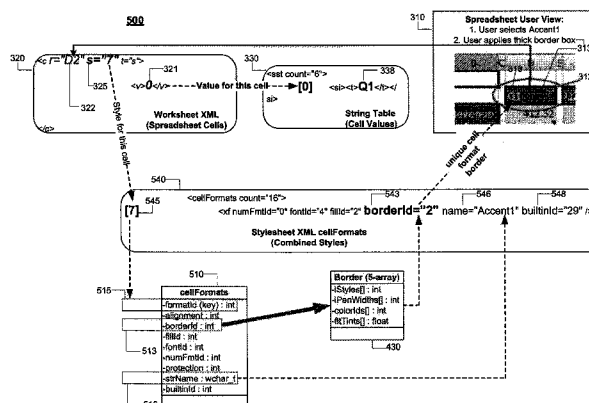 500
310
Spreadsheet User View:
1. User selects Accent1
2. User applies thick border box
313
312
320
<c r="D2" s="7" t="s">
321
<v>0</v>
325
322
Worksheet XML
(Spreadsheet Cells)
</c>
Value for this cell
330
<sst count="6">
338
[0]
<si><t>Q1</t></
si>
String Table
(Cell Values)
Style for this cell
unique cell
format
border
540
<cellFormats count="16">
543
546
548
[7]
545
<xf numFmtId="0" fontId="4" fillId="2" borderId="2" name="Accent1" builtinId="29" />
Stylesheet XML cellFormats
(Combined Styles)
510
515
cellFormats
-formatId (key) : int
-alignment : int
-borderId : int
-fillId : int
-fontId : int
-numFmtId : int
-protection : int
-strName : wchar_t
-builtinId : int
513
Border (5-array)
-iStyles[] : int
-iPenWidths[] : int
-colorIds[] : int
-fltTints[] : float
430